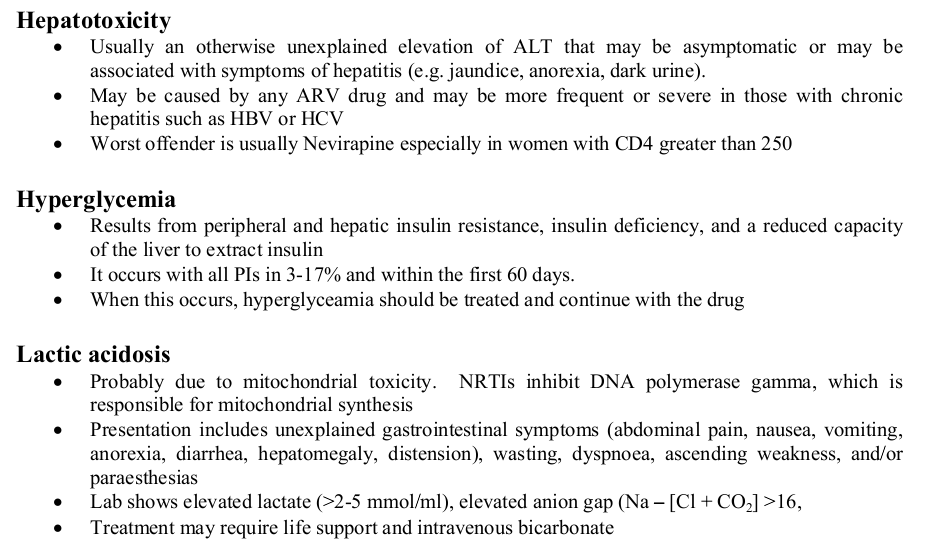 Hepatotoxicity
• Usually an otherwise unexplained elevation of ALT that may be asymptomatic or may be
associated with symptoms of hepatitis (e.g. jaundice, anorexia, dark urine).
• May be caused by any ARV drug and may be more frequent or severe in those with chronic
hepatitis such as HBV or HCV
• Worst offender is usually Nevirapine especially in women with CD4 greater than 250
Hyperglycemia
• Results from peripheral and hepatic insulin resistance, insulin deficiency, and a reduced capacity
of the liver to extract insulin
• It occurs with all PIs in 3-17% and within the first 60 days.
• When this occurs, hyperglyceamia should be treated and continue with the drug
Lactic acidosis
• Probably due to mitochondrial toxicity. NRTIs inhibit DNA polymerase gamma, which is
responsible for mitochondrial synthesis
• Presentation includes unexplained gastrointestinal symptoms (abdominal pain, nausea, vomiting,
anorexia, diarrhea, hepatomegaly, distension), wasting, dyspnoea, ascending weakness, and/or
paraesthesias
• Lab shows elevated lactate (>2-5 mmol/ml), elevated anion gap (Na – [Cl + CO₂] >16,
• Treatment may require life support and intravenous bicarbonate